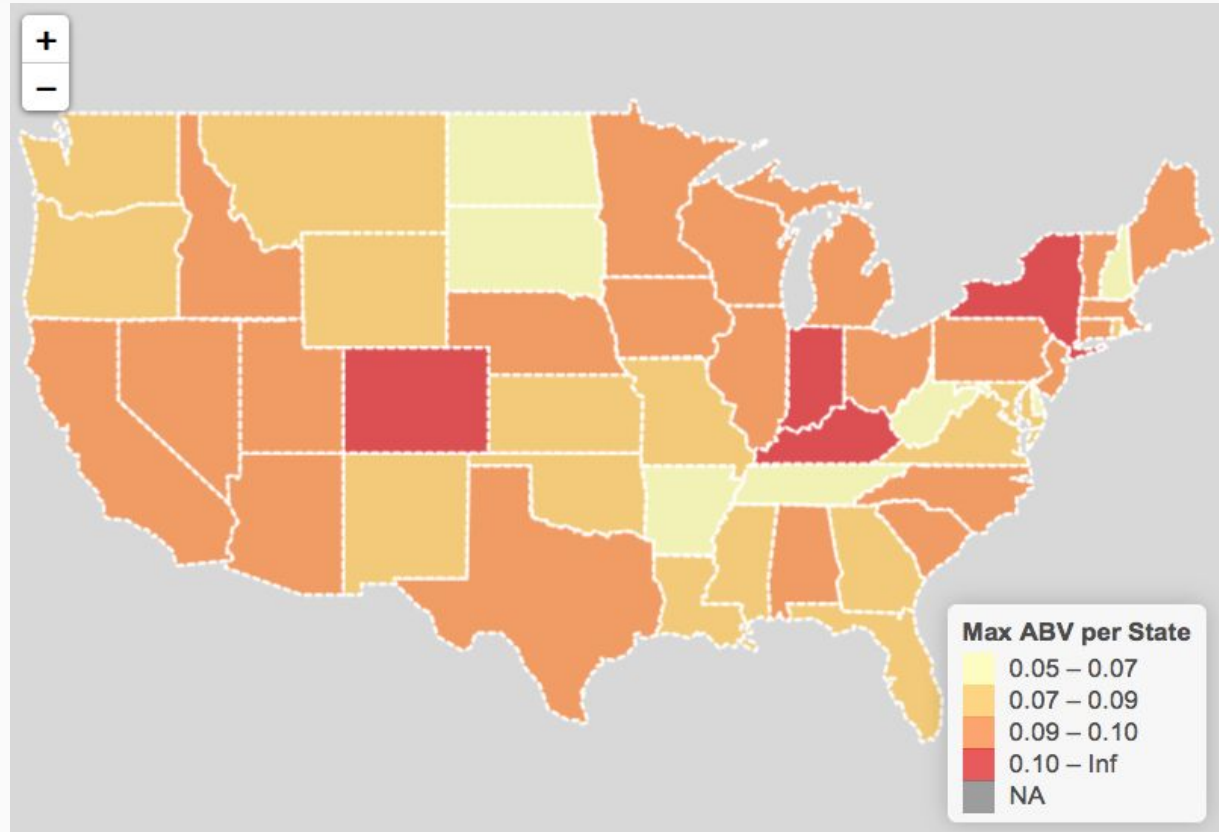 +
−
Max ABV per State
0.05 – 0.07
0.07 – 0.09
0.09 – 0.10
0.10 – Inf
NA